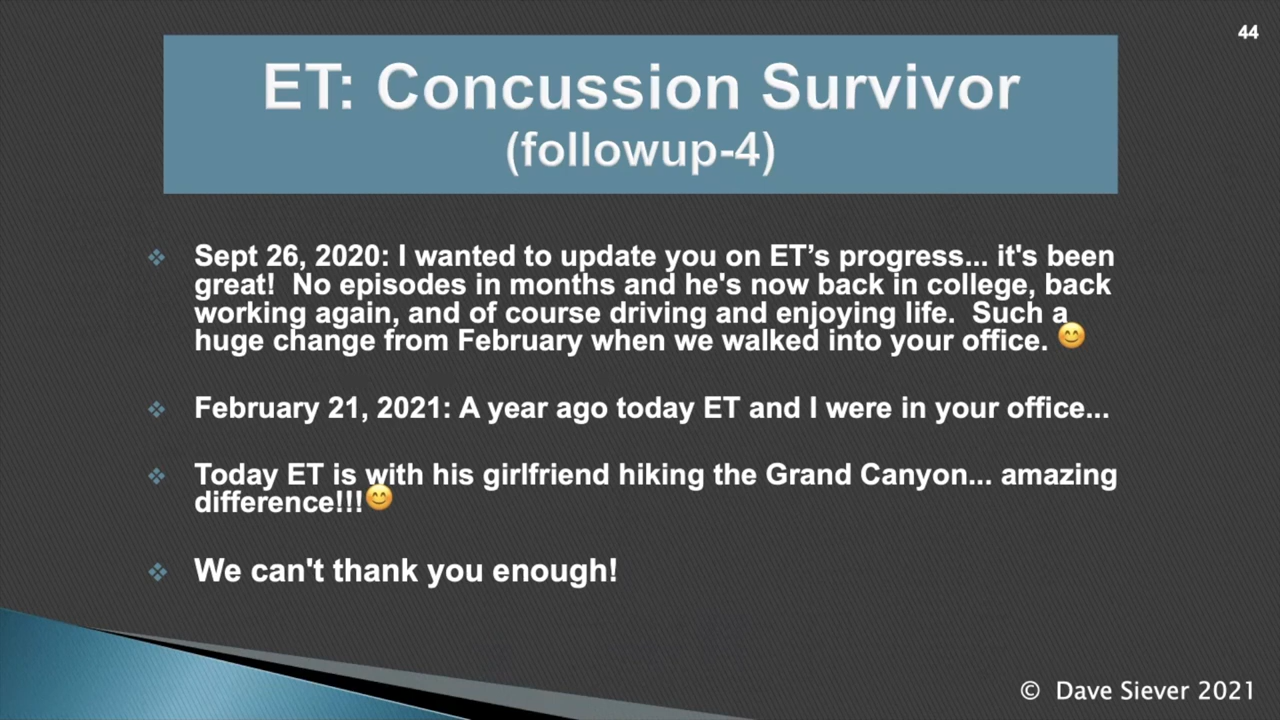 44
ET: Concussion Survivor
(followup-4)
❖ Sept 26, 2020: I wanted to update you on ET’s progress... it's been
great!  No episodes in months and he's now back in college, back
working again, and of course driving and enjoying life.  Such a
huge change from February when we walked into your office. 😊
❖ February 21, 2021: A year ago today ET and I were in your office...
❖ Today ET is with his girlfriend hiking the Grand Canyon... amazing
difference!!!😊
❖ We can't thank you enough!
© Dave Siever 2021